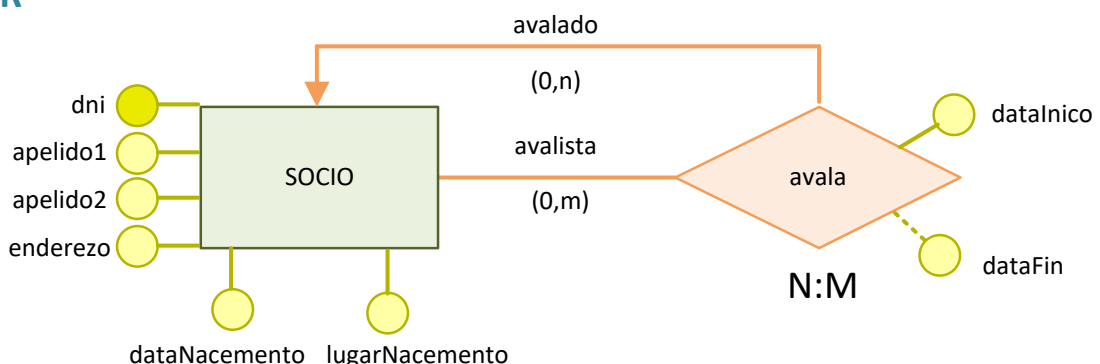 R
avalado
(0,n)
dni
dataInico
apelido1
avalista
SOCIO
avala
apelido2
(0,m)
enderezo
dataFin
N:M
dataNacemento lugarNacemento